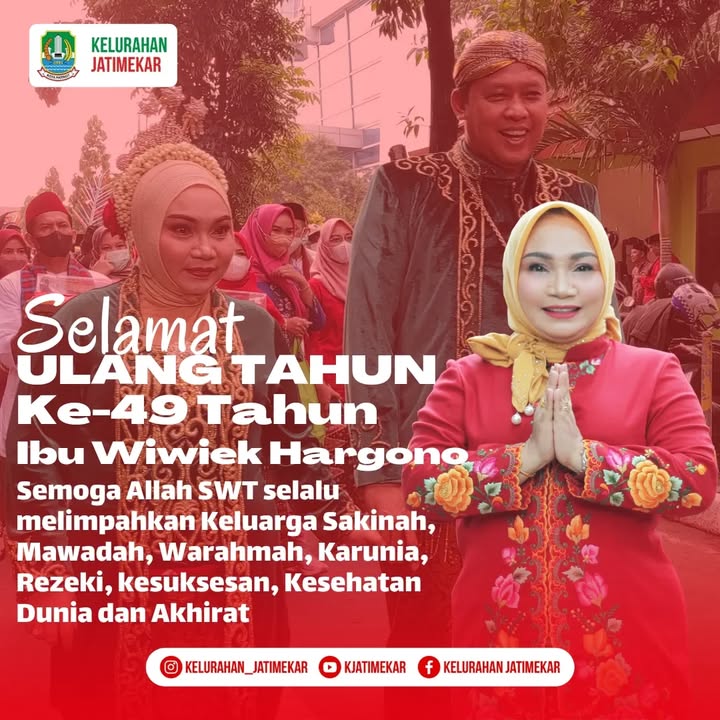 KELURAHAN
JATIMEKAR
Selamat
ULANG TAHUN
Ke-49 Tahun
Ibu Wiwiek Hargono
Semoga Allah SWT selalu
melimpahkan Keluarga Sakinah,
Mawadah, Warahmah, Karunia,
Rezeki, kesuksesan, Kesehatan
Dunia dan Akhirat
KELURAHAN_JATIMEKAR KJATIMEKAR KELURAHAN JATIMEKAR